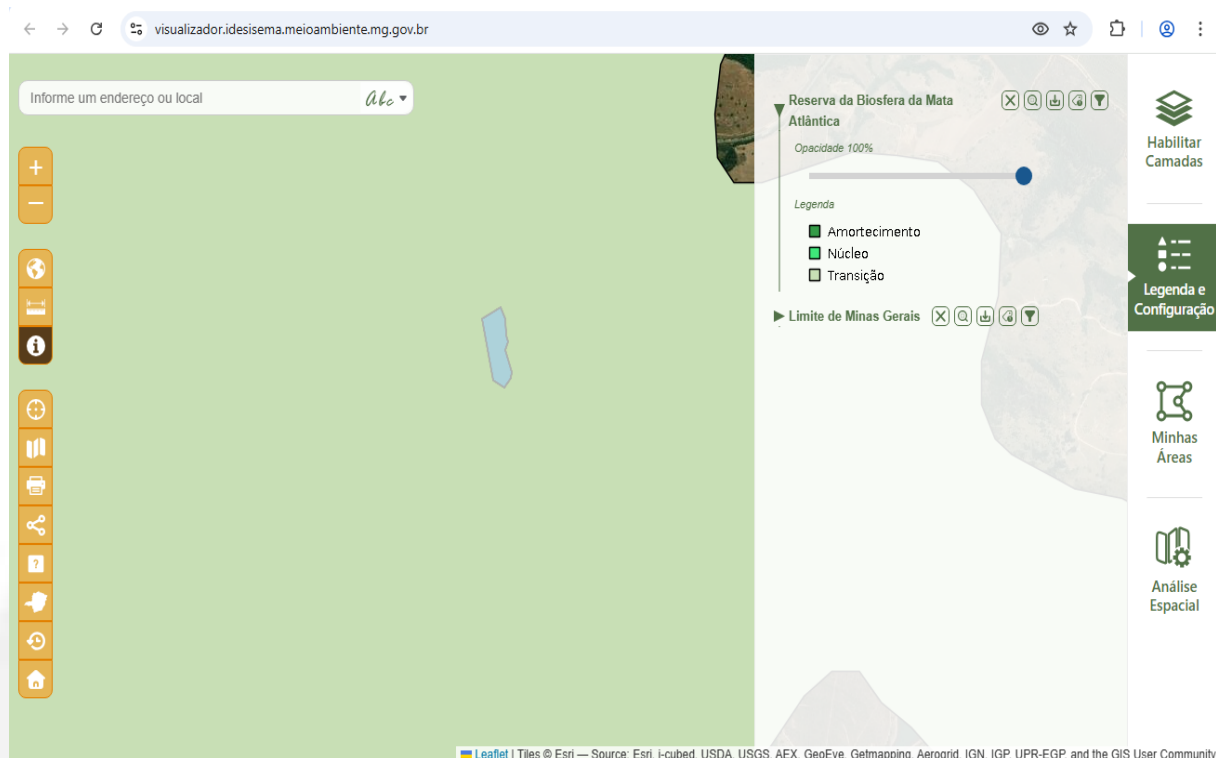 visualizador.idesisema.meioambiente.mg.gov.br
Informe um endereço ou local
Abc
Reserva da Biosfera da Mata
Atlântica
Opacidade 100%
Legenda
Amortecimento
Núcleo
Transição
Limite de Minas Gerais
Habilitar
Camadas
Legenda e
Configuração
Minhas
Áreas
Análise
Espacial
Leaflet | Tiles © Esri — Source: Esri, i-cubed, USDA, USGS, AEX, GeoEye, Getmapping, Aerogrid, IGN, IGP, UPR-EGP, and the GIS User Community